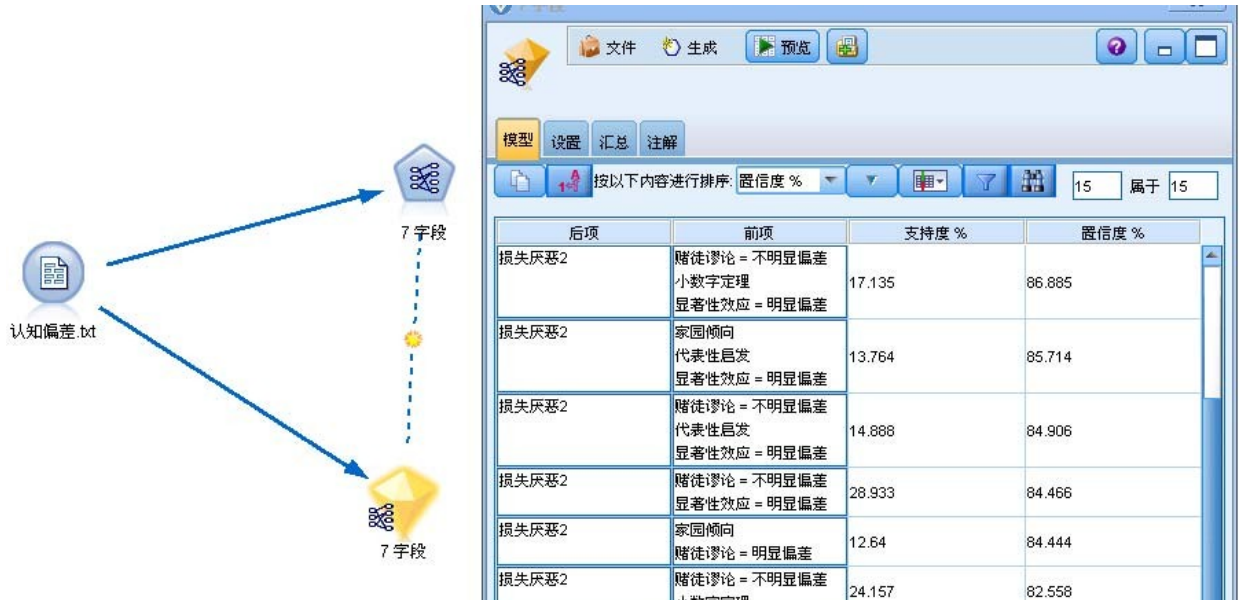 7 字段
文件
生成
预览
模型
设置
汇总
注解
按以下内容进行排序:
置信度 %
15 属于 15
后项 前项 支持度 % 置信度 %
损失厌恶2
赌徒谬论 = 不明显偏差
小数字定理
显著性效应 = 明显偏差
17.135
86.885
损失厌恶2
家园倾向
代表性启发
显著性效应 = 明显偏差
13.764
85.714
损失厌恶2
赌徒谬论 = 不明显偏差
代表性启发
显著性效应 = 明显偏差
14.888
84.906
损失厌恶2
赌徒谬论 = 不明显偏差
显著性效应 = 明显偏差
28.933
84.466
损失厌恶2
家园倾向
赌徒谬论 = 明显偏差
12.64
84.444
损失厌恶2
赌徒谬论 = 不明显偏差
24.157
82.558
7 字段
认知偏差.txt
7 字段